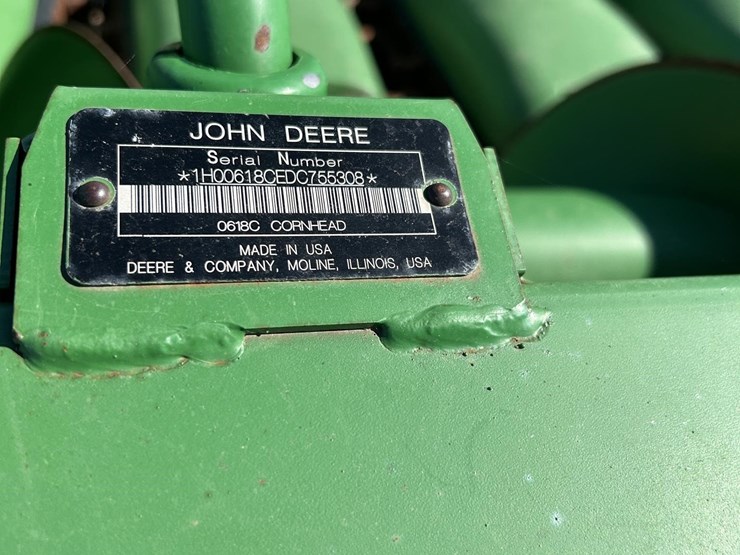 JOHN DEERE
Serial Number
*1H00618CEDC755308*
0618C CORNHEAD
MADE IN USA
DEERE & COMPANY, MOLINE, ILLINOIS, USA